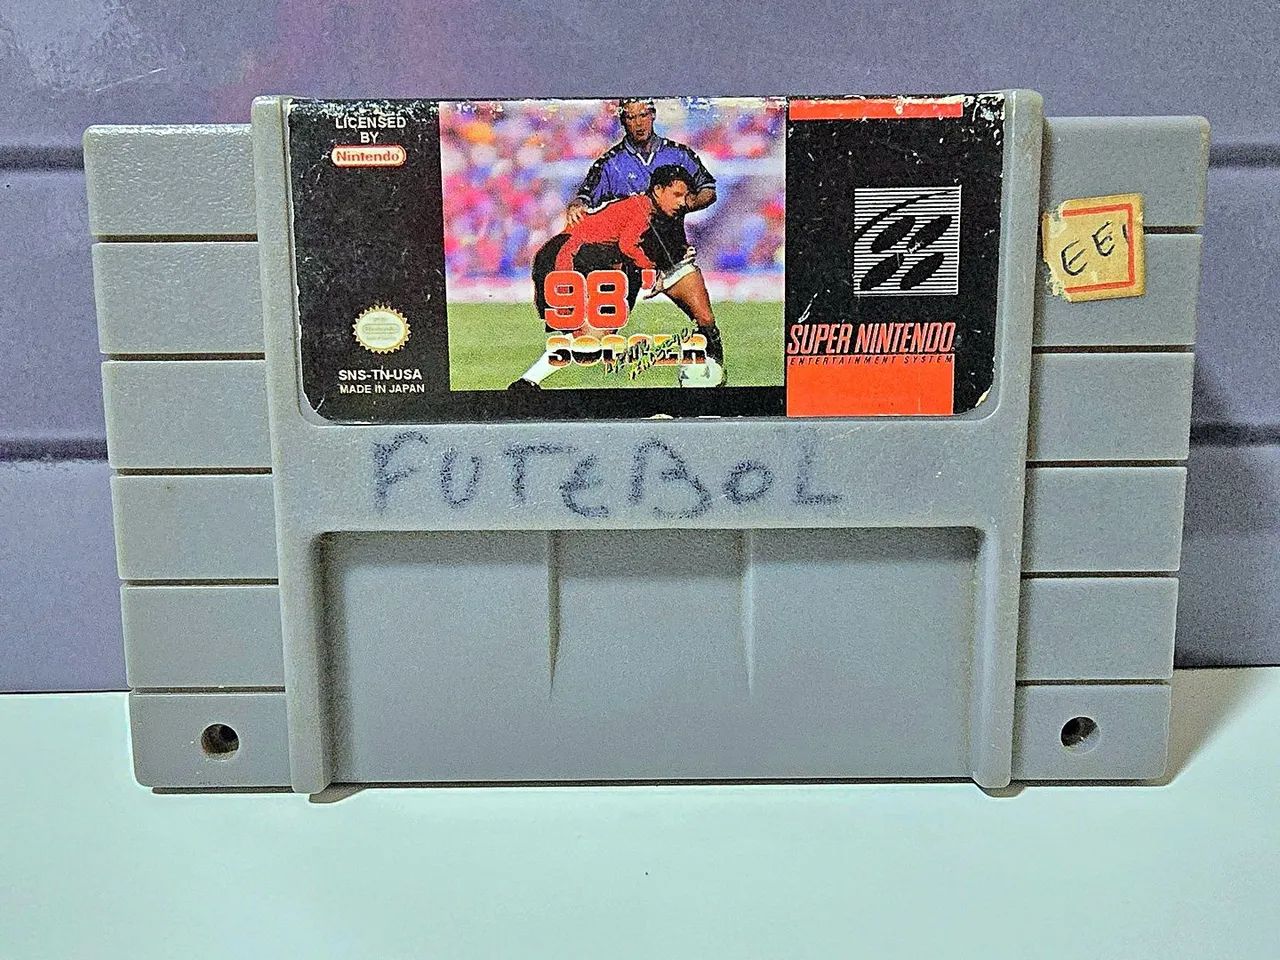 LICENSED
BY
Nintendo
98'
SOCCER
SNS-TN-USA
MADE IN JAPAN
SUPER NINTENDO
ENTERTAINMENT SYSTEM
EE
FUTEBOL